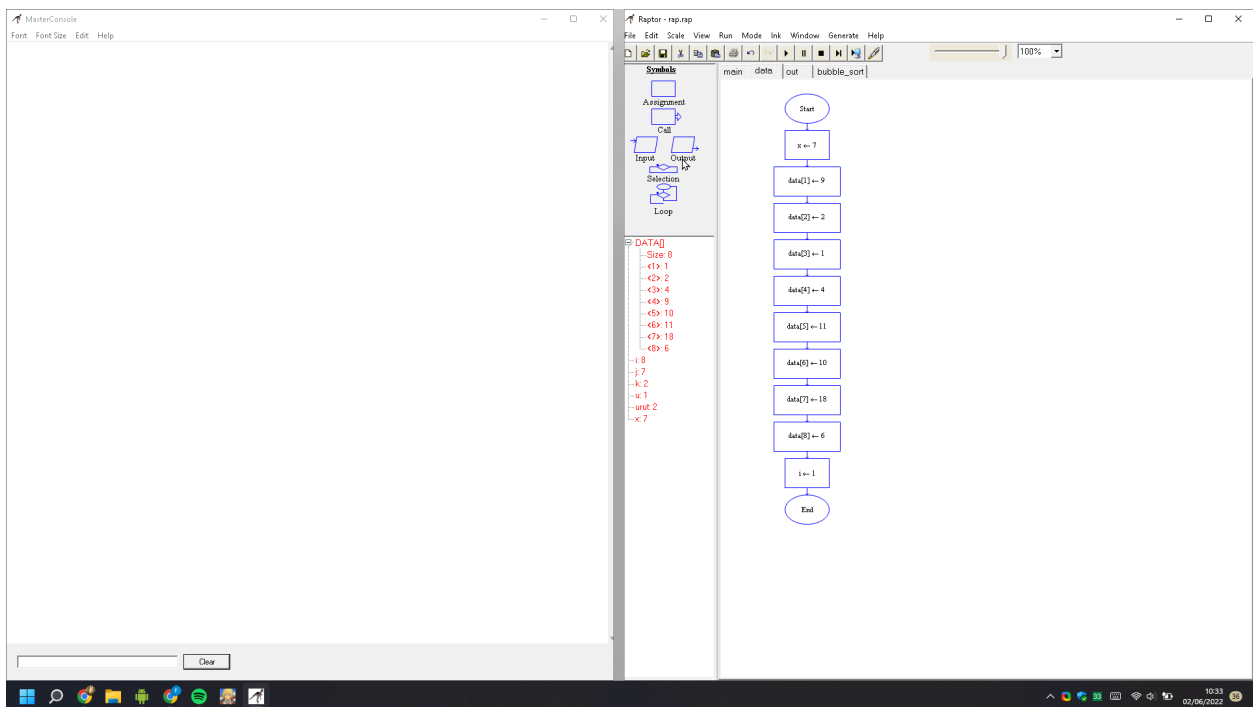 MasterConsole
Font Font Size Edit Help
Clear
Raptor - rap.rap
File Edit Scale View Run Mode Ink Window Generate Help
100%
Symbols
Assignment
Call
Input Output
Selection
Loop
DATA[]
Size: 8
<1>: 1
<2>: 2
<3>: 4
<4>: 9
<5>: 10
<6>: 11
<7>: 18
<8>: 6
i: 8
j: 7
k: 2
u: 1
urut: 2
x: 7
main data out bubble_sort
Start
x ← 7
data[1] ← 9
data[2] ← 2
data[3] ← 1
data[4] ← 4
data[5] ← 11
data[6] ← 10
data[7] ← 18
data[8] ← 6
i ← 1
End
33
10:33
02/06/2022
36